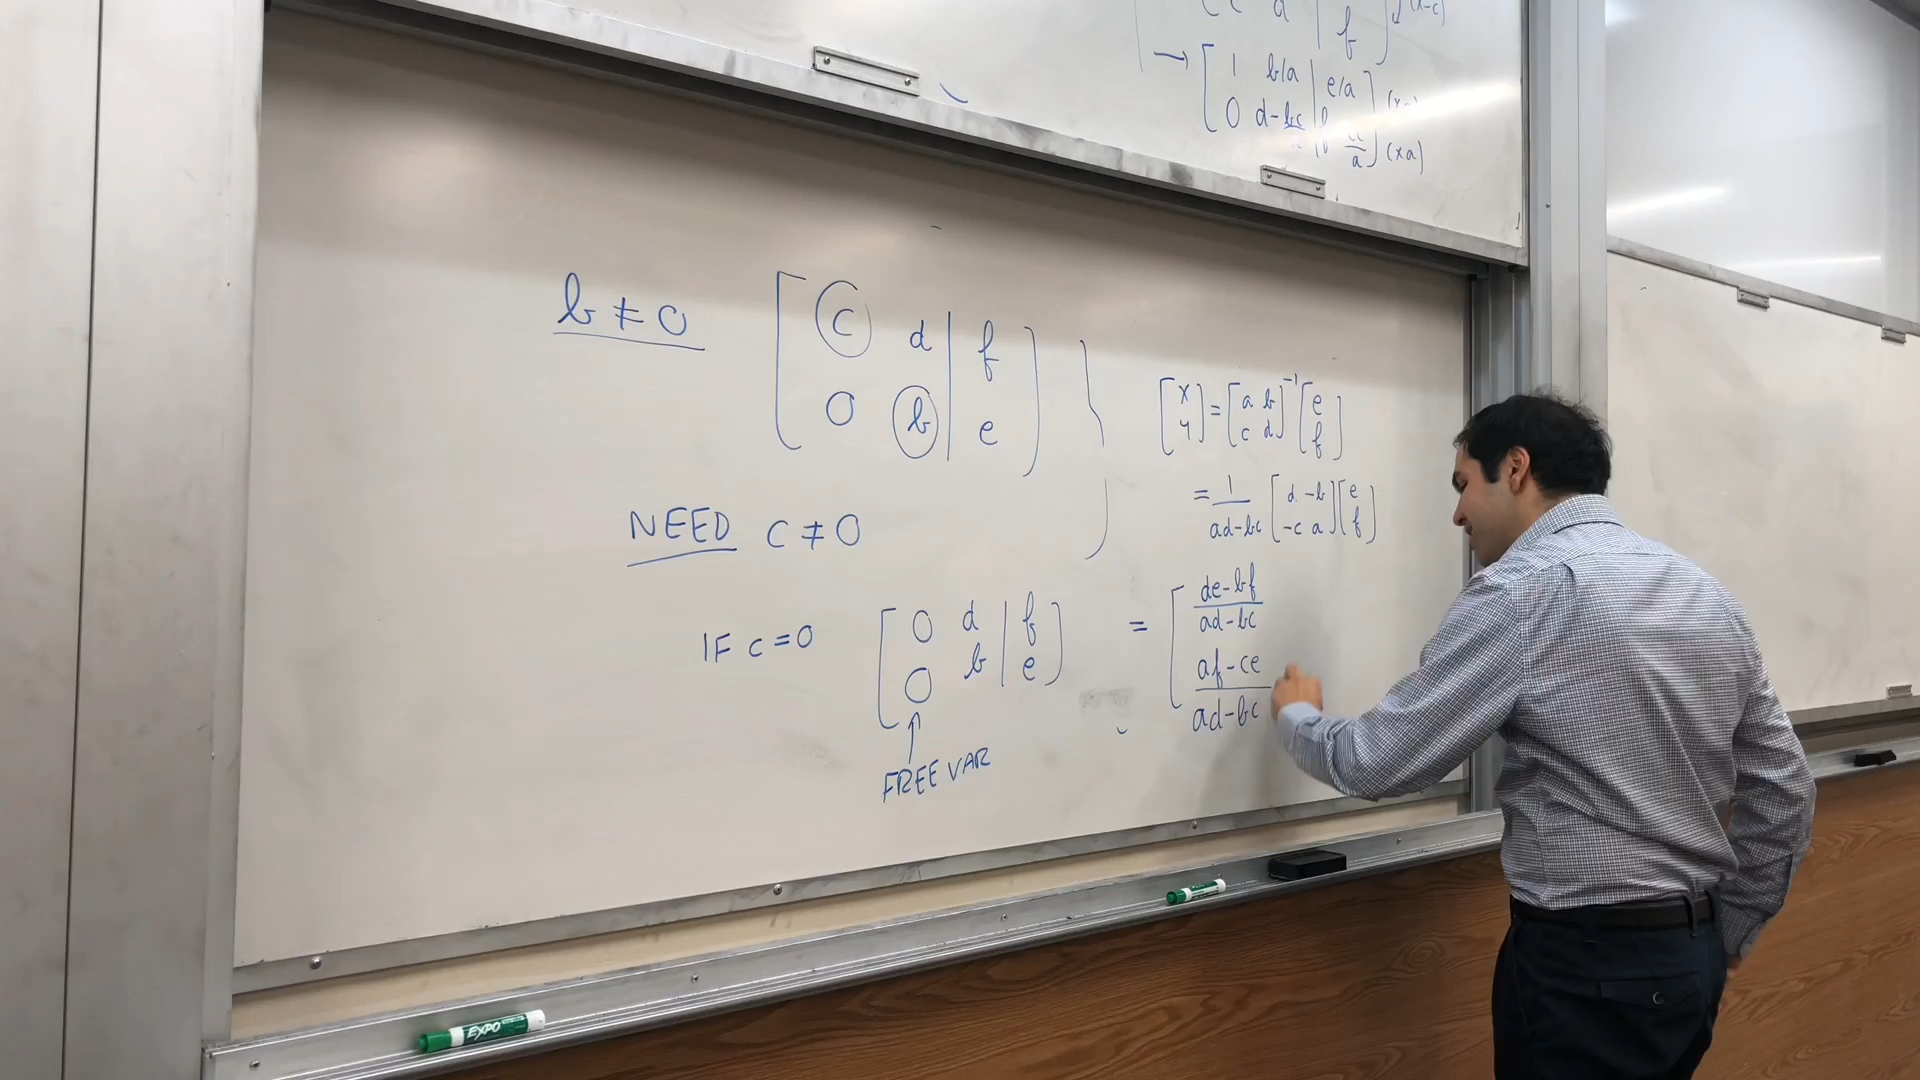 c d | f ] ↓(x-c)
→ [ 1 b/a | e/a
0 d-bc | ] (xa)
b ≠ 0 [ c d | f
0 b | e ]
NEED c ≠ 0
IF c = 0 [ 0 d | f
0 b | e ]
↑
FREE VAR
[ x y ] = [ a b c d ]⁻¹ [ e f ]
= 1/ad-bc [ d -b -c a ] [ e f ]
= [ de-bf
ad-bc
af-ce
ad-bc
EXPO